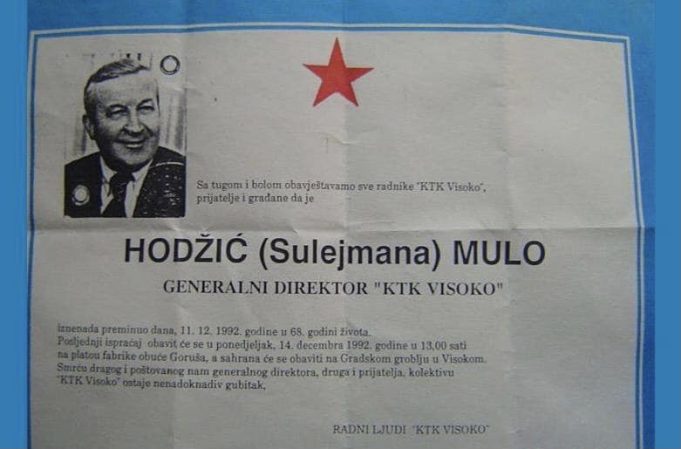 Sa tugom i bolom obavještavamo sve radnike "KTK Visoko",
prijatelje i građane da je
HODŽIĆ (Sulejmana) MULO
GENERALNI DIREKTOR "KTK VISOKO"
iznenada preminuo dana, 11. 12. 1992. godine u 68. godini života.
Posljednji ispraćaj obavit će se u ponedjeljak, 14. decembra 1992. godine u 13,00 sati
na platou fabrike obuće Goruša, a sahrana će se obaviti na Gradskom groblju u Visokom.
Smrću dragog i poštovanog nam generalnog direktora, druga i prijatelja, kolektivu
"KTK Visoko" ostaje nenadoknadiv gubitak,
RADNI LJUDI "KTK VISOKO"